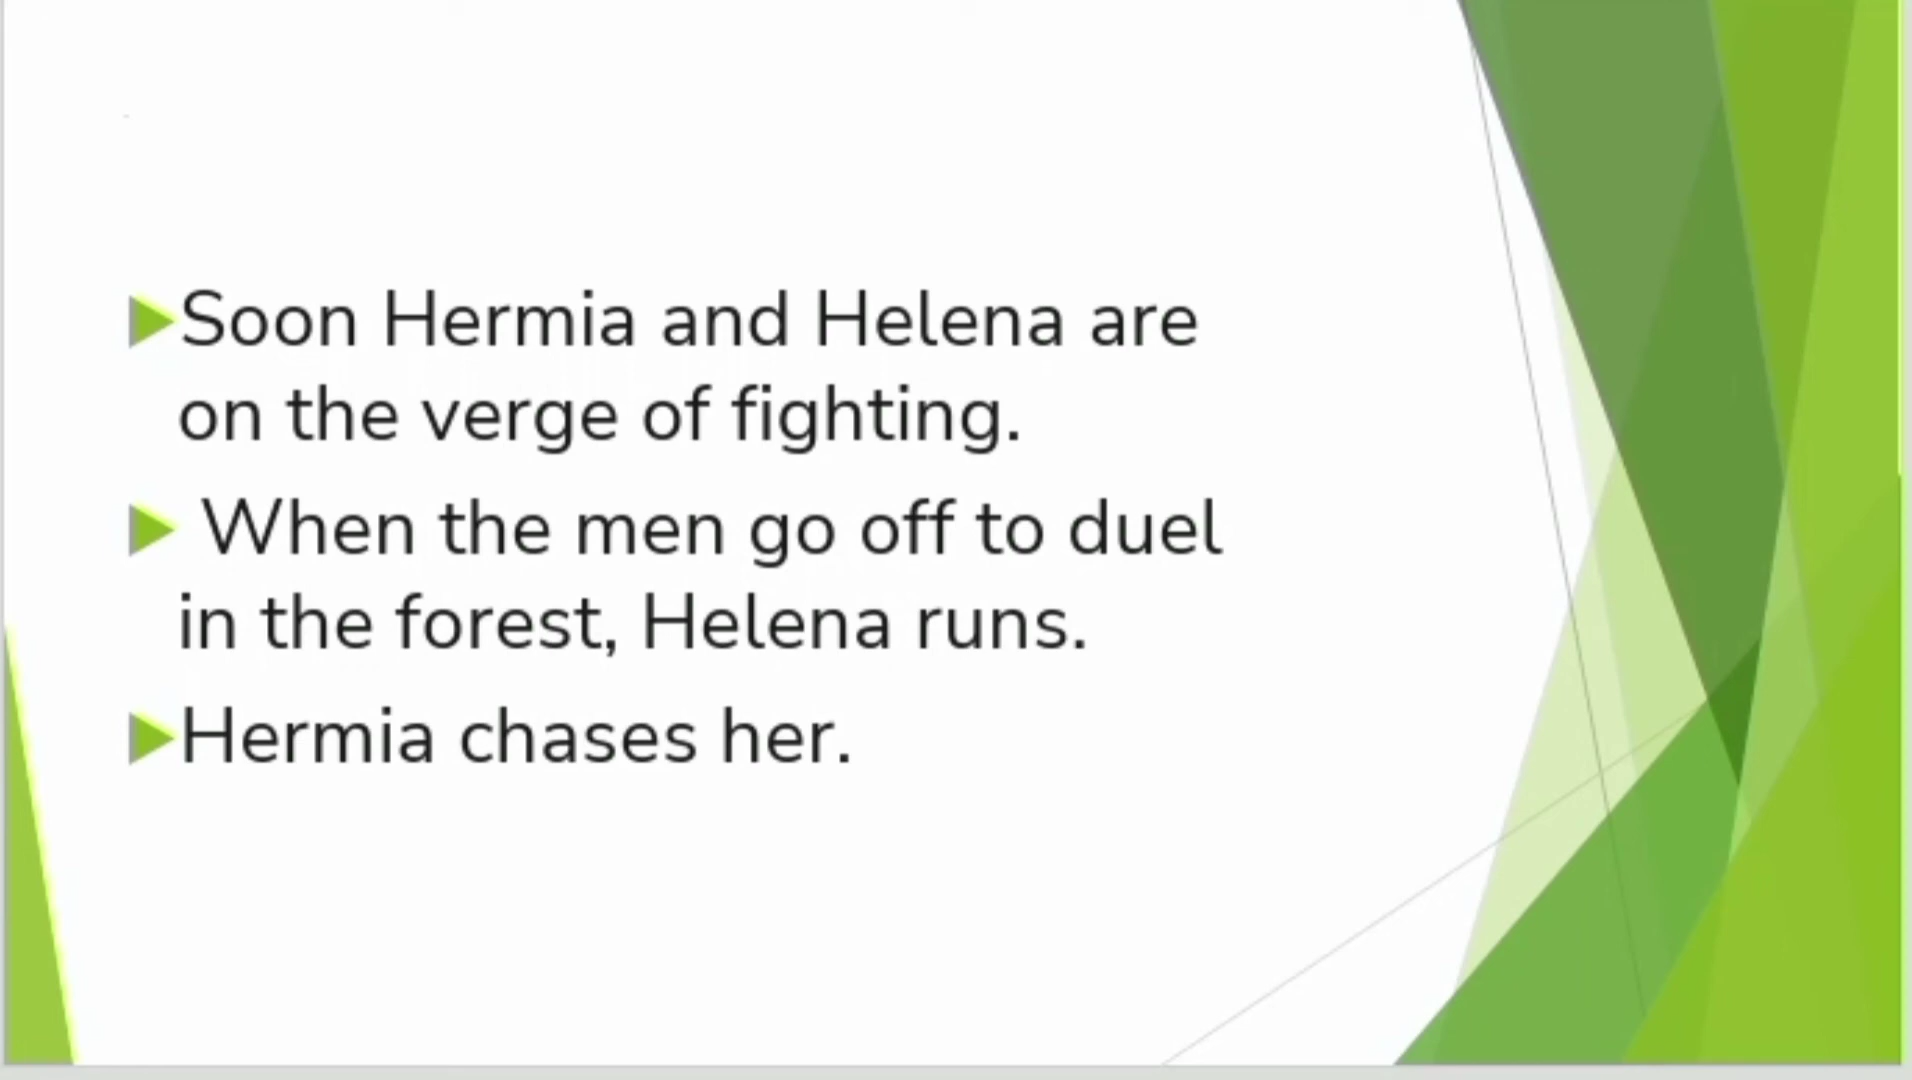 Soon Hermia and Helena are
on the verge of fighting.
When the men go off to duel
in the forest, Helena runs.
Hermia chases her.